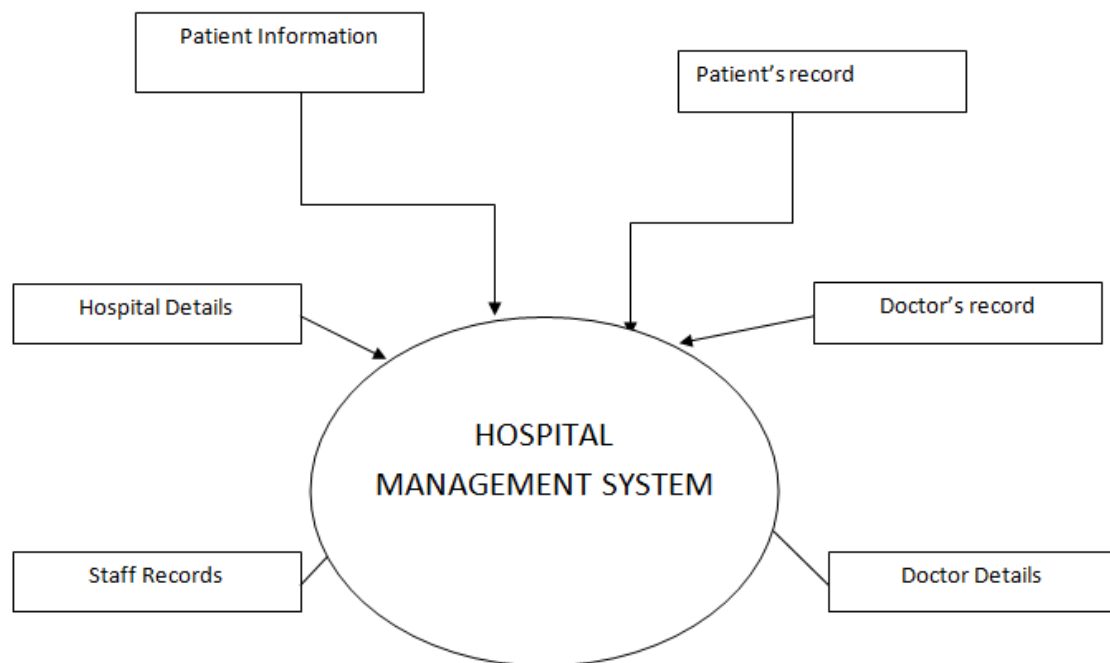 Patient Information
Patient’s record
Hospital Details
Doctor’s record
HOSPITAL
MANAGEMENT SYSTEM
Staff Records
Doctor Details